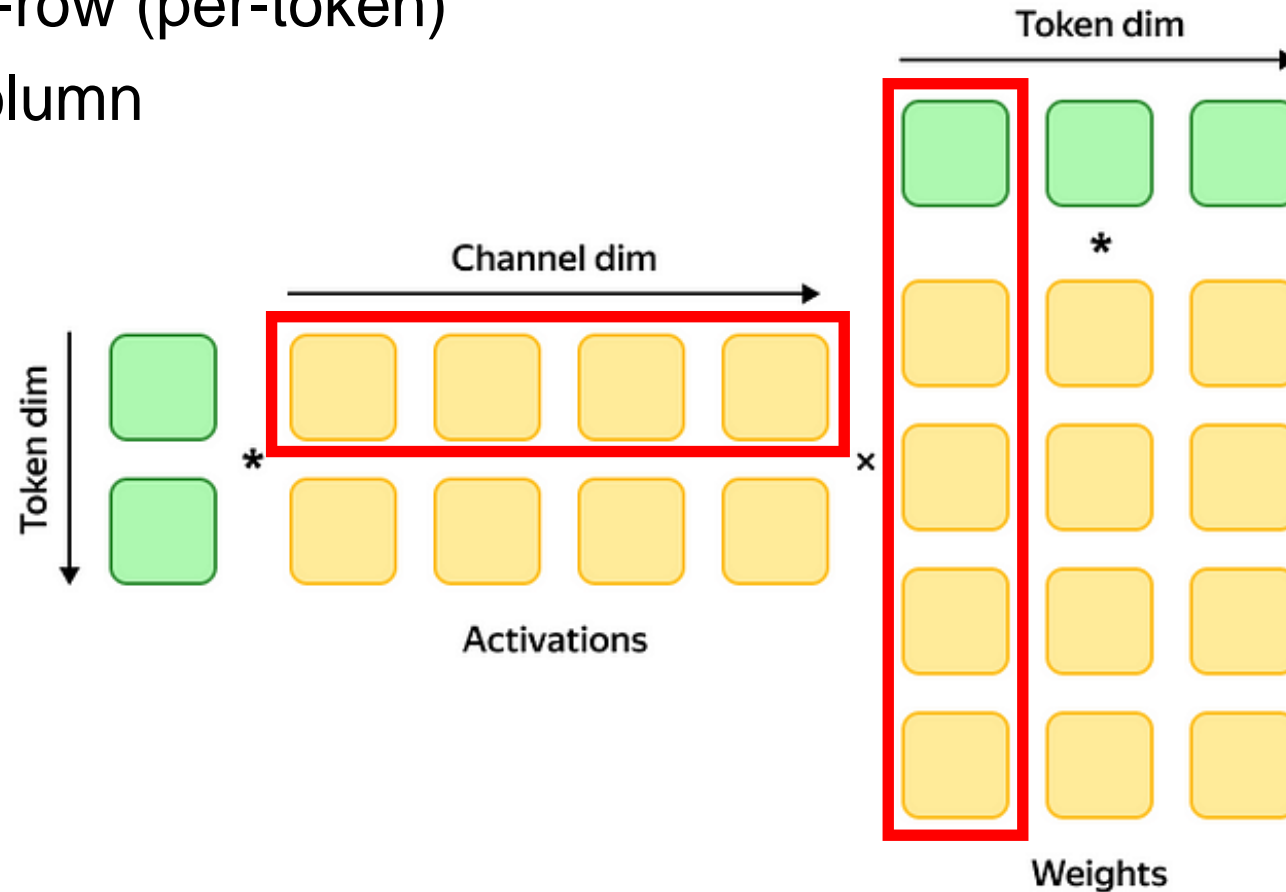 -row (per-token)
olumn
Token dim
*
Channel dim
Token dim
*
×
Activations
Weights